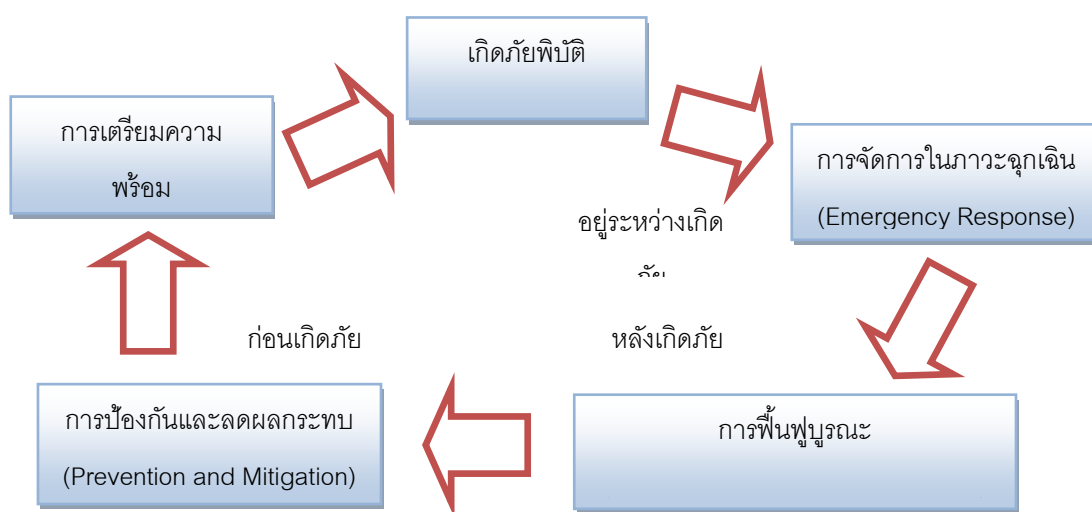 เกิดภัยพิบัติ
การเตรียมความ
พร้อม
การจัดการในภาวะฉุกเฉิน
(Emergency Response)
อยู่ระหว่างเกิด
ภัย
ก่อนเกิดภัย
หลังเกิดภัย
การป้องกันและลดผลกระทบ
(Prevention and Mitigation)
การฟื้นฟูบูรณะ